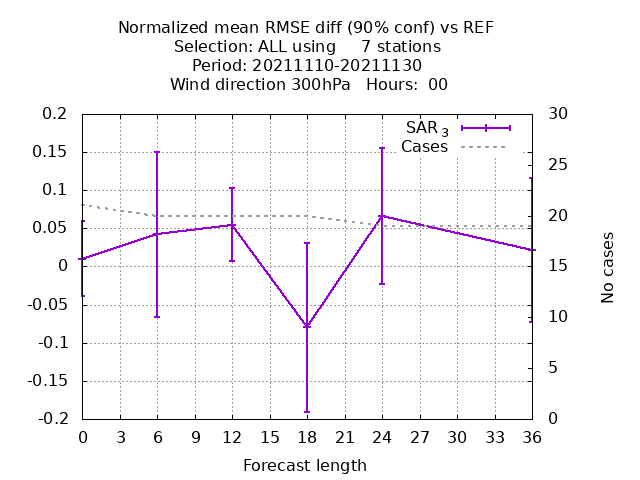 Normalized mean RMSE diff (90% conf) vs REF
Selection: ALL using     7 stations
Period: 20211110-20211130
Wind direction 300hPa   Hours:  00
SAR 3
Cases
0.2
0.15
0.1
0.05
0
-0.05
-0.1
-0.15
-0.2
30
25
20
15
10
5
0
No cases
0 3 6 9 12 15 18 21 24 27 30 33 36
Forecast length